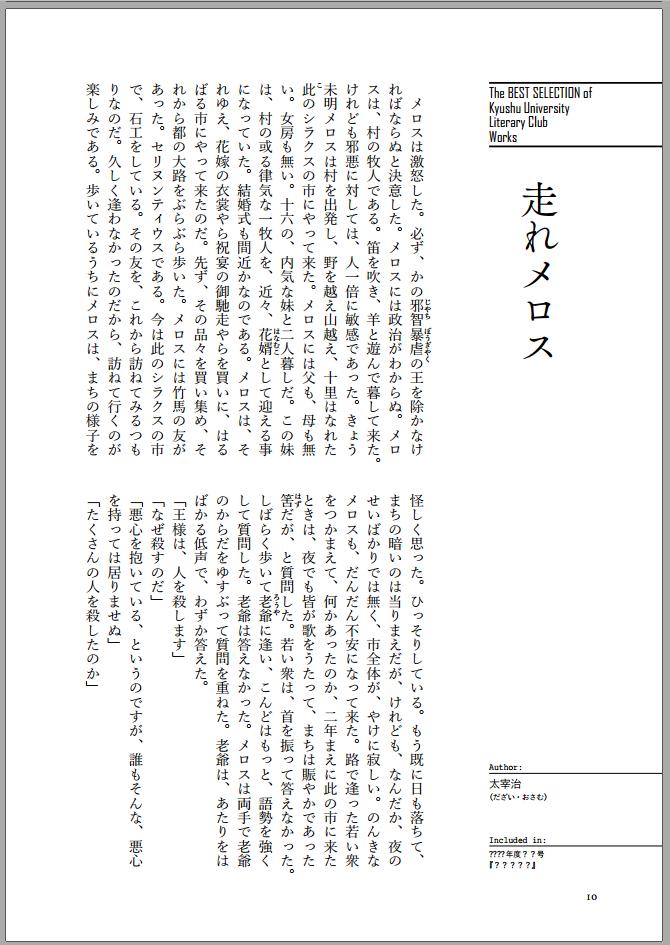 The BEST SELECTION of
Kyushu University
Literary Club
Works
走れメロス
メロスは激怒した。必ず、かの邪智暴虐の王を除かなけ
じゃち
ぼうぎゃく
ればならぬと決意した。メロスには政治がわからぬ。メロ
スは、村の牧人である。笛を吹き、羊と遊んで暮して来た。
けれども邪悪に対しては、人一倍に敏感であった。きょう
未明メロスは村を出発し、野を越え山越え、十里はなれた
此のシラクスの市にやって来た。メロスには父も、母も無
こ
い。女房も無い。十六の、内気な妹と二人暮しだ。この妹
は、村の或る律気な一牧人を、近々、花婿として迎える事
はなむこ
になっていた。結婚式も間近かなのである。メロスは、そ
れゆえ、花嫁の衣裳やら祝宴の御馳走やらを買いに、はる
ばる市にやって来たのだ。先ず、その品々を買い集め、そ
れから都の大路をぶらぶら歩いた。メロスには竹馬の友が
あった。セリヌンティウスである。今は此のシラクスの市
で、石工をしている。その友を、これから訪ねてみるつも
りなのだ。久しく逢わなかったのだから、訪ねて行くのが
楽しみである。歩いているうちにメロスは、まちの様子を
怪しく思った。ひっそりしている。もう既に日も落ちて、
まちの暗いのは当りまえだが、けれども、なんだか、夜の
せいばかりでは無く、市全体が、やけに寂しい。のんきな
メロスも、だんだん不安になって来た。路で逢った若い衆
をつかまえて、何かあったのか、二年まえに此の市に来た
ときは、夜でも皆が歌をうたって、まちは賑やかであった
筈だが、と質問した。若い衆は、首を振って答えなかった。
はず
しばらく歩いて老爺に逢い、こんどはもっと、語勢を強く
ろうや
して質問した。老爺は答えなかった。メロスは両手で老爺
のからだをゆすぶって質問を重ねた。老爺は、あたりをは
ばかる低声で、わずか答えた。
「王様は、人を殺します」
「なぜ殺すのだ」
「悪心を抱いている、というのですが、誰もそんな、悪心
を持っては居りませぬ」
「たくさんの人を殺したのか」
Author:
太宰治
(だざい・おさむ)
Included in:
????年度??号
『?????』
10